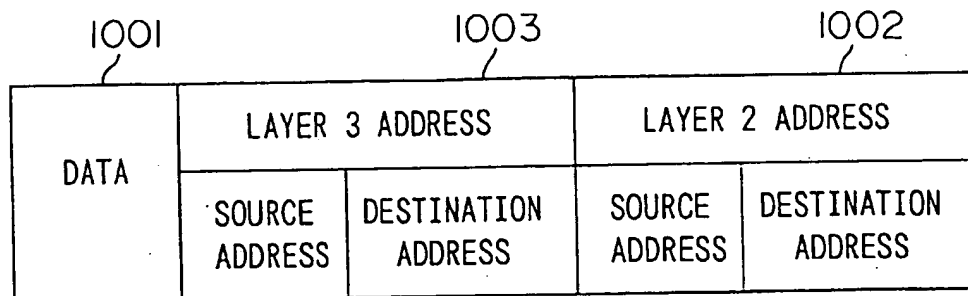 1001 1003 1002
LAYER 3 ADDRESS LAYER 2 ADDRESS
DATA
SOURCE ADDRESS
DESTINATION ADDRESS
SOURCE ADDRESS
DESTINATION ADDRESS